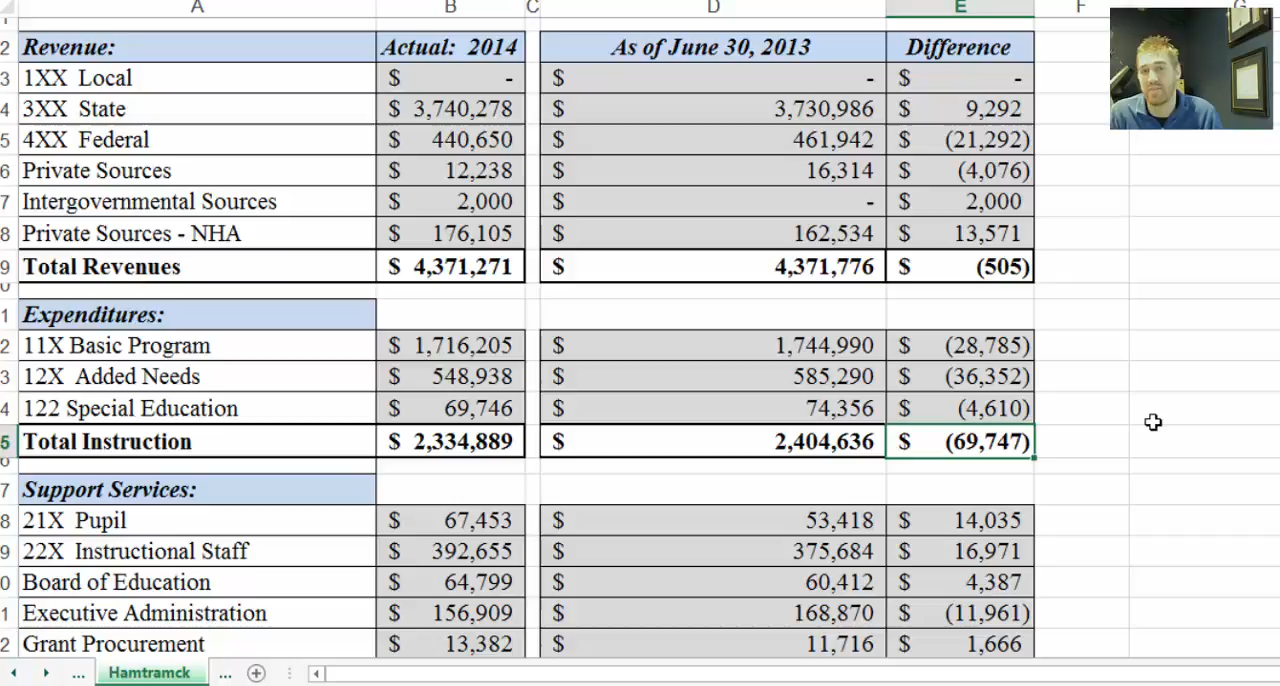 A B C D E F G
2 Revenue: Actual: 2014 As of June 30, 2013 Difference
3 1XX Local $ - $ - $ -
4 3XX State $ 3,740,278 $ 3,730,986 $ 9,292
5 4XX Federal $ 440,650 $ 461,942 $ (21,292)
6 Private Sources $ 12,238 $ 16,314 $ (4,076)
7 Intergovernmental Sources $ 2,000 $ - $ 2,000
8 Private Sources - NHA $ 176,105 $ 162,534 $ 13,571
9 Total Revenues $ 4,371,271 $ 4,371,776 $ (505)
1 Expenditures:
2 11X Basic Program $ 1,716,205 $ 1,744,990 $ (28,785)
3 12X Added Needs $ 548,938 $ 585,290 $ (36,352)
4 122 Special Education $ 69,746 $ 74,356 $ (4,610)
5 Total Instruction $ 2,334,889 $ 2,404,636 $ (69,747)
7 Support Services:
8 21X Pupil $ 67,453 $ 53,418 $ 14,035
9 22X Instructional Staff $ 392,655 $ 375,684 $ 16,971
0 Board of Education $ 64,799 $ 60,412 $ 4,387
1 Executive Administration $ 156,909 $ 168,870 $ (11,961)
2 Grant Procurement $ 13,382 $ 11,716 $ 1,666
... Hamtramck ...